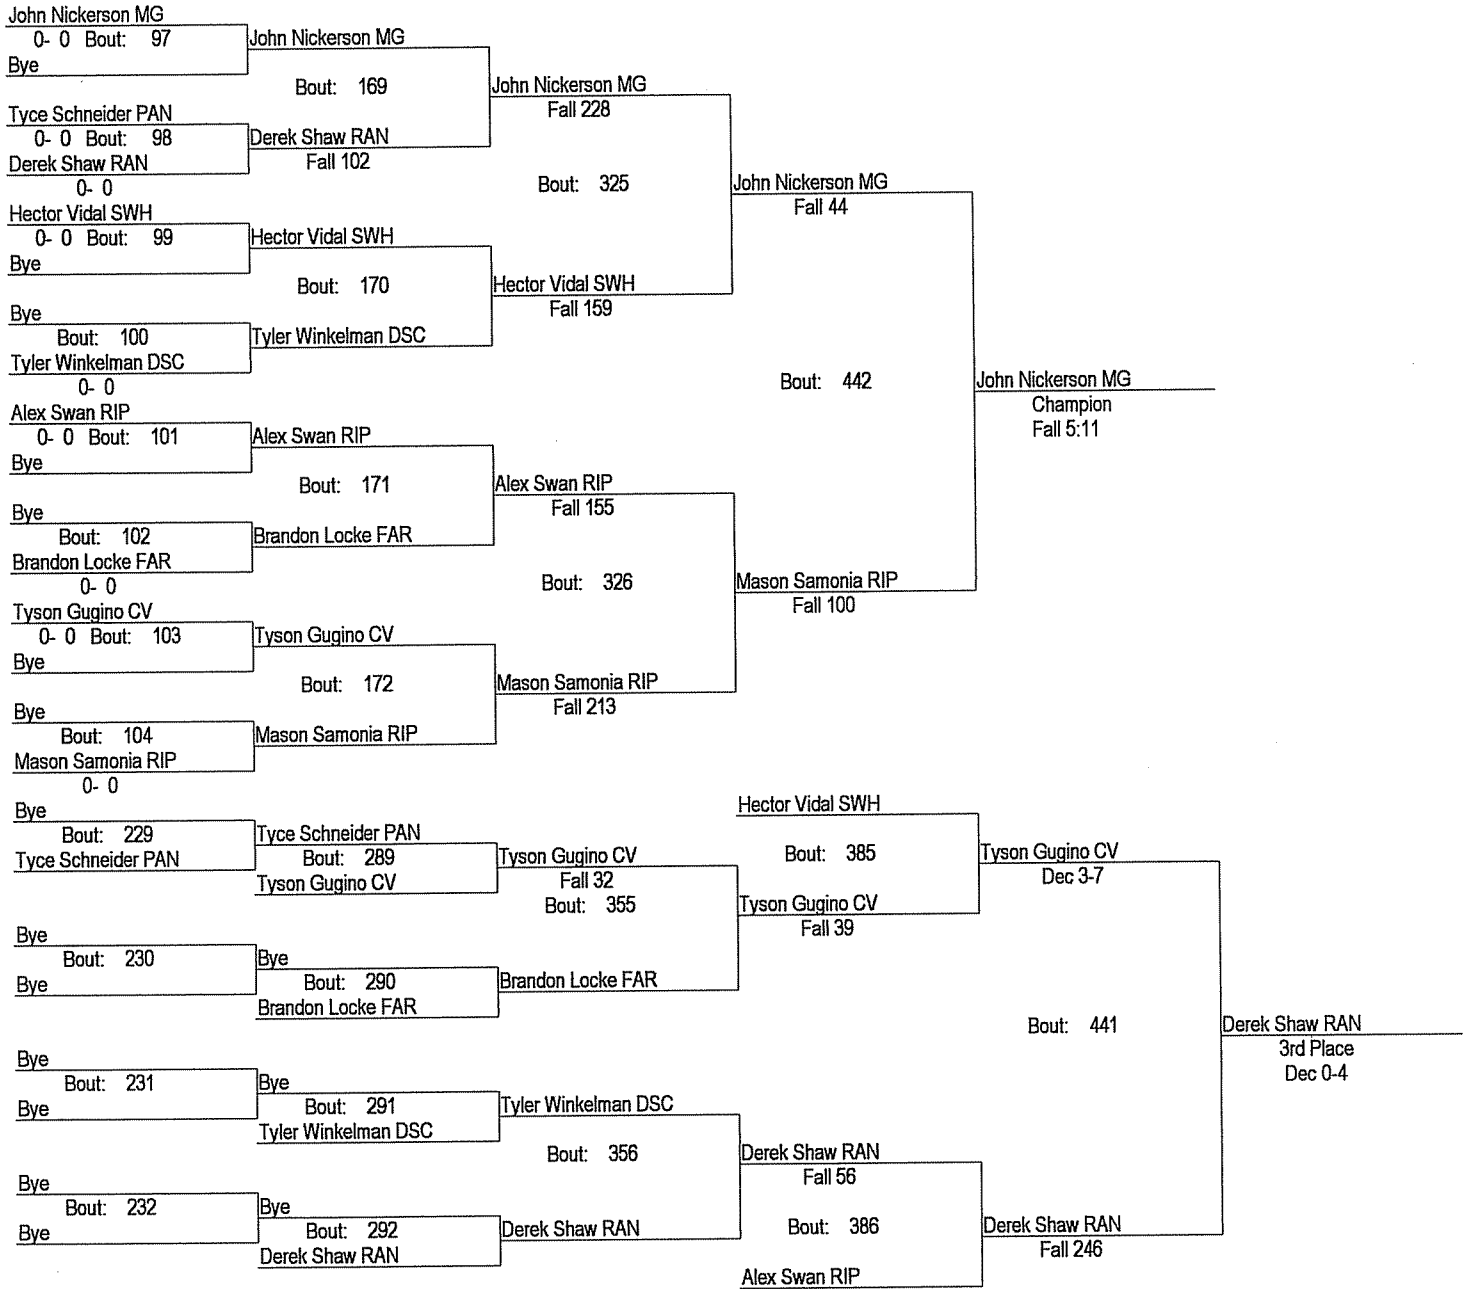 John Nickerson MG
0- 0 Bout: 97
Bye
John Nickerson MG
Bout: 169
Tyce Schneider PAN
0- 0 Bout: 98
Derek Shaw RAN
0- 0
Derek Shaw RAN
Fall 102
John Nickerson MG
Fall 228
Bout: 325
Hector Vidal SWH
0- 0 Bout: 99
Bye
Hector Vidal SWH
Bout: 170
Bye
Bout: 100
Tyler Winkelman DSC
0- 0
Tyler Winkelman DSC
Hector Vidal SWH
Fall 159
John Nickerson MG
Fall 44
Bout: 442
Alex Swan RIP
0- 0 Bout: 101
Bye
Alex Swan RIP
Bout: 171
Bye
Bout: 102
Brandon Locke FAR
0- 0
Brandon Locke FAR
Alex Swan RIP
Fall 155
Bout: 326
Tyson Gugino CV
0- 0 Bout: 103
Bye
Tyson Gugino CV
Bout: 172
Bye
Bout: 104
Mason Samonia RIP
0- 0
Mason Samonia RIP
Mason Samonia RIP
Fall 213
Mason Samonia RIP
Fall 100
John Nickerson MG
Champion
Fall 5:11
Bye
Bout: 229
Tyce Schneider PAN
Tyce Schneider PAN
Bout: 289
Tyson Gugino CV
Tyson Gugino CV
Fall 32
Bout: 355
Bye
Bout: 230
Bye
Bye
Bout: 290
Brandon Locke FAR
Brandon Locke FAR
Hector Vidal SWH
Bout: 385
Tyson Gugino CV
Fall 39
Tyson Gugino CV
Dec 3-7
Bout: 441
Bye
Bout: 231
Bye
Bye
Bout: 291
Tyler Winkelman DSC
Tyler Winkelman DSC
Bout: 356
Bye
Bout: 232
Bye
Bye
Bout: 292
Derek Shaw RAN
Derek Shaw RAN
Derek Shaw RAN
Fall 56
Bout: 386
Alex Swan RIP
Derek Shaw RAN
Fall 246
Derek Shaw RAN
3rd Place
Dec 0-4